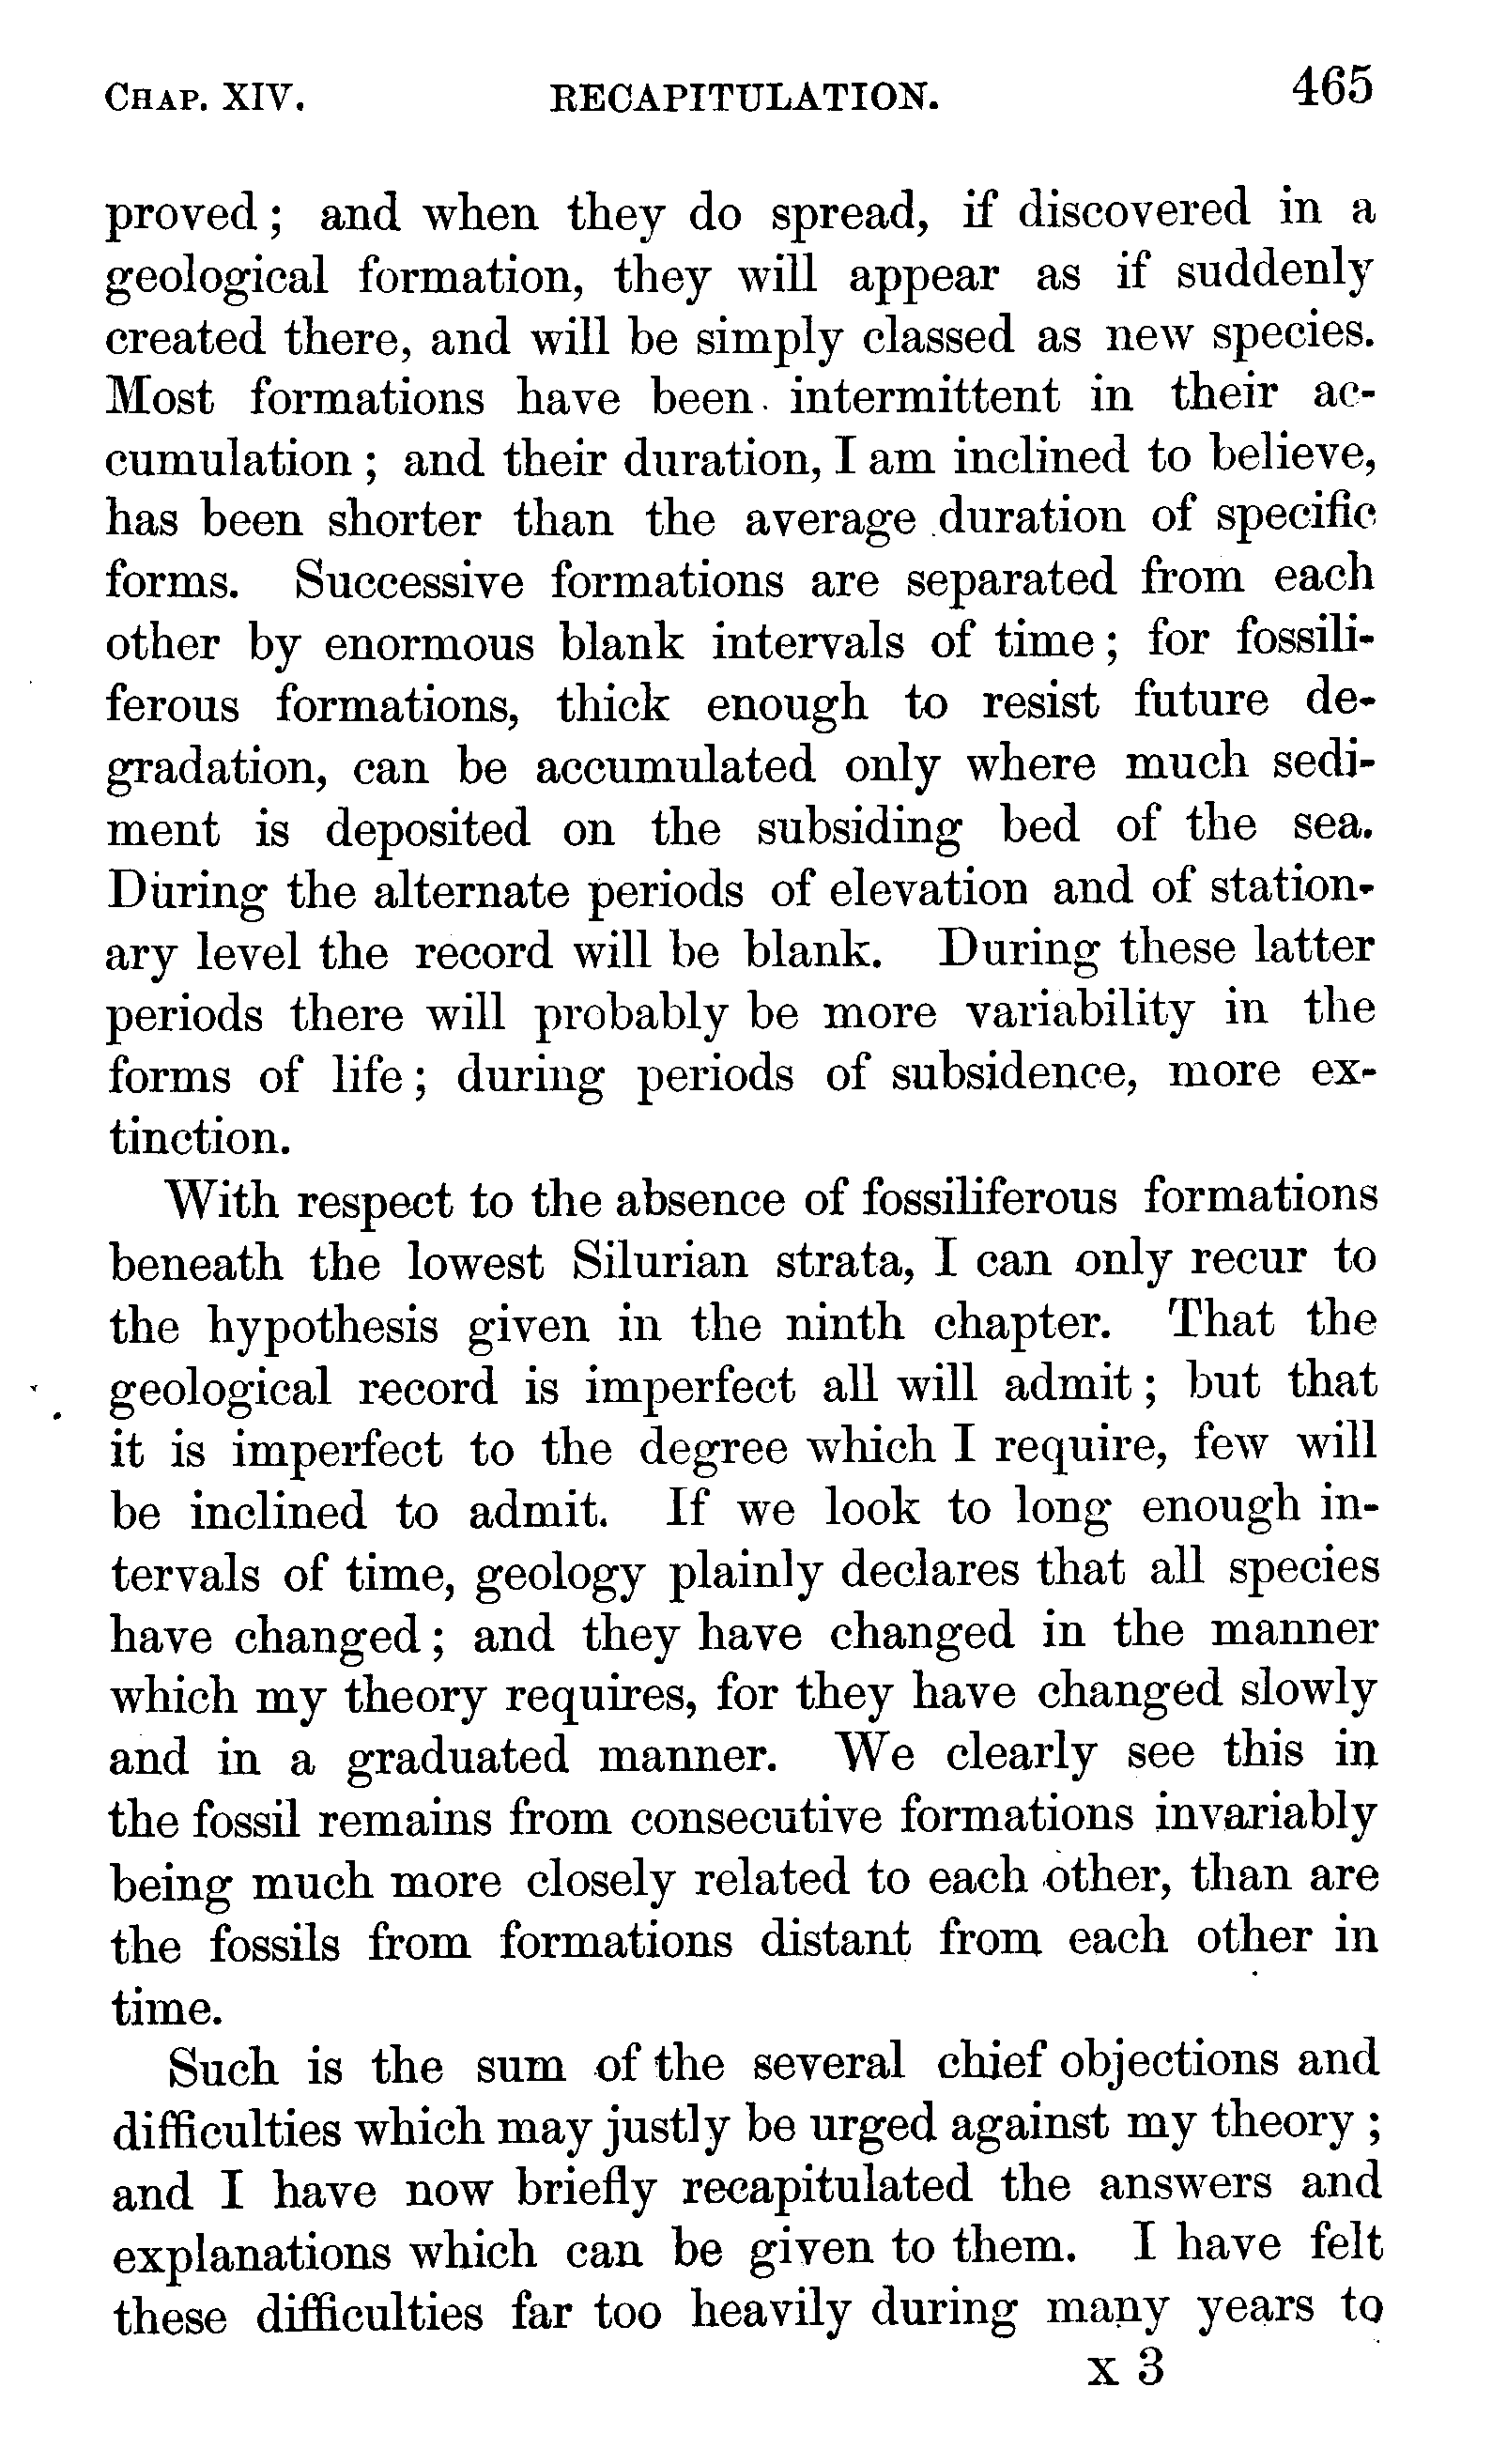 CHAP. XIV. RECAPITULATION. 465
proved; and when they do spread, if discovered in a
geological formation, they will appear as if suddenly
created there, and will be simply classed as new species.
Most formations have been intermittent in their ac-
cumulation; and their duration, I am inclined to believe,
has been shorter than the average duration of specific
forms. Successive formations are separated from each
other by enormous blank intervals of time; for fossili-
ferous formations, thick enough to resist future de-
gradation, can be accumulated only where much sedi-
ment is deposited on the subsiding bed of the sea.
During the alternate periods of elevation and of station-
ary level the record will be blank. During these latter
periods there will probably be more variability in the
forms of life; during periods of subsidence, more ex-
tinction.
With respect to the absence of fossiliferous formations
beneath the lowest Silurian strata, I can only recur to
the hypothesis given in the ninth chapter. That the
geological record is imperfect all will admit; but that
it is imperfect to the degree which I require, few will
be inclined to admit. If we look to long enough in-
tervals of time, geology plainly declares that all species
have changed; and they have changed in the manner
which my theory requires, for they have changed slowly
and in a graduated manner. We clearly see this in
the fossil remains from consecutive formations invariably
being much more closely related to each other, than are
the fossils from formations distant from each other in
time.
Such is the sum of the several chief objections and
difficulties which may justly be urged against my theory;
and I have now briefly recapitulated the answers and
explanations which can be given to them. I have felt
these difficulties far too heavily during many years to
X 3